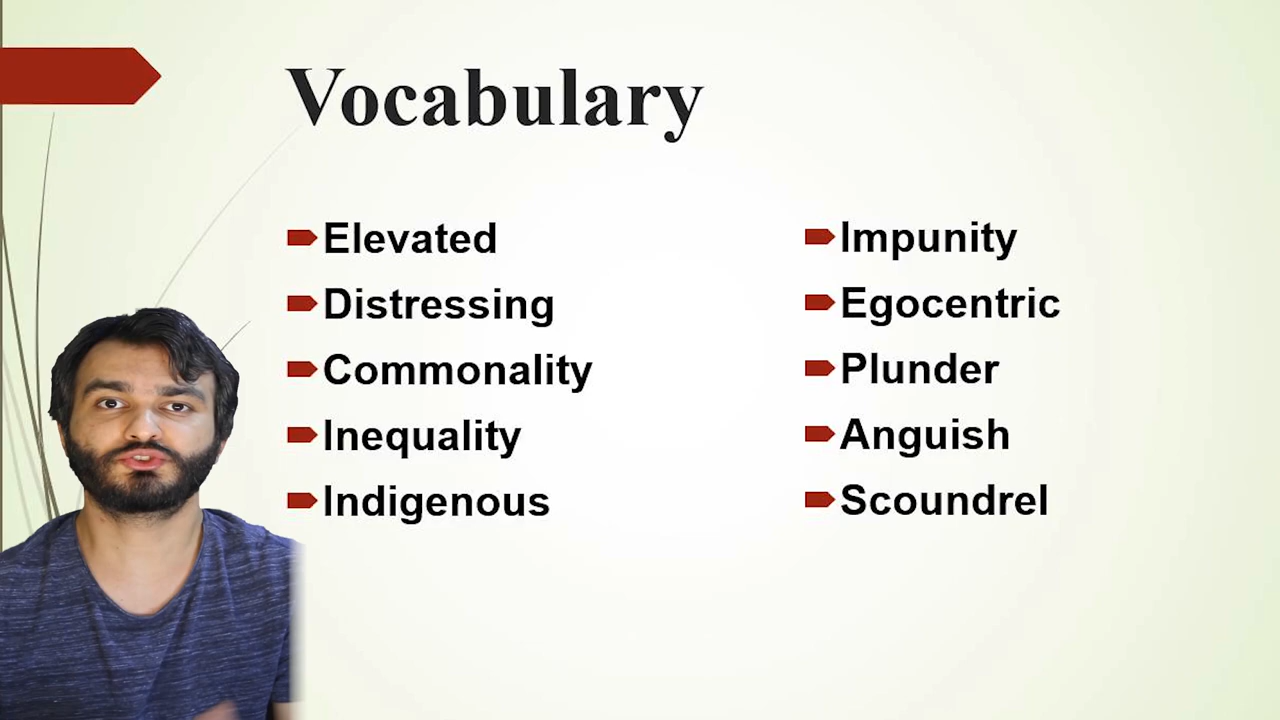 Vocabulary
Elevated
Distressing
Commonality
Inequality
Indigenous
Impunity
Egocentric
Plunder
Anguish
Scoundrel